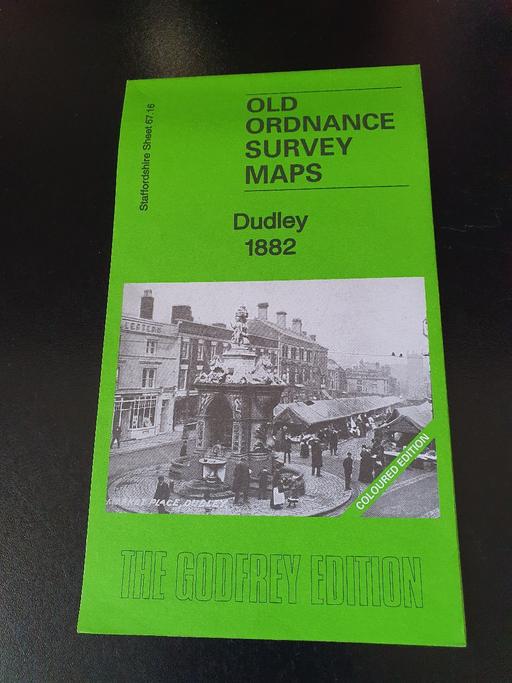 Staffordshire Sheet 67.16
OLD
ORDNANCE
SURVEY
MAPS
Dudley
1882
MARKET PLACE, DUDLEY.
COLOURED EDITION
THE GODFREY EDITION